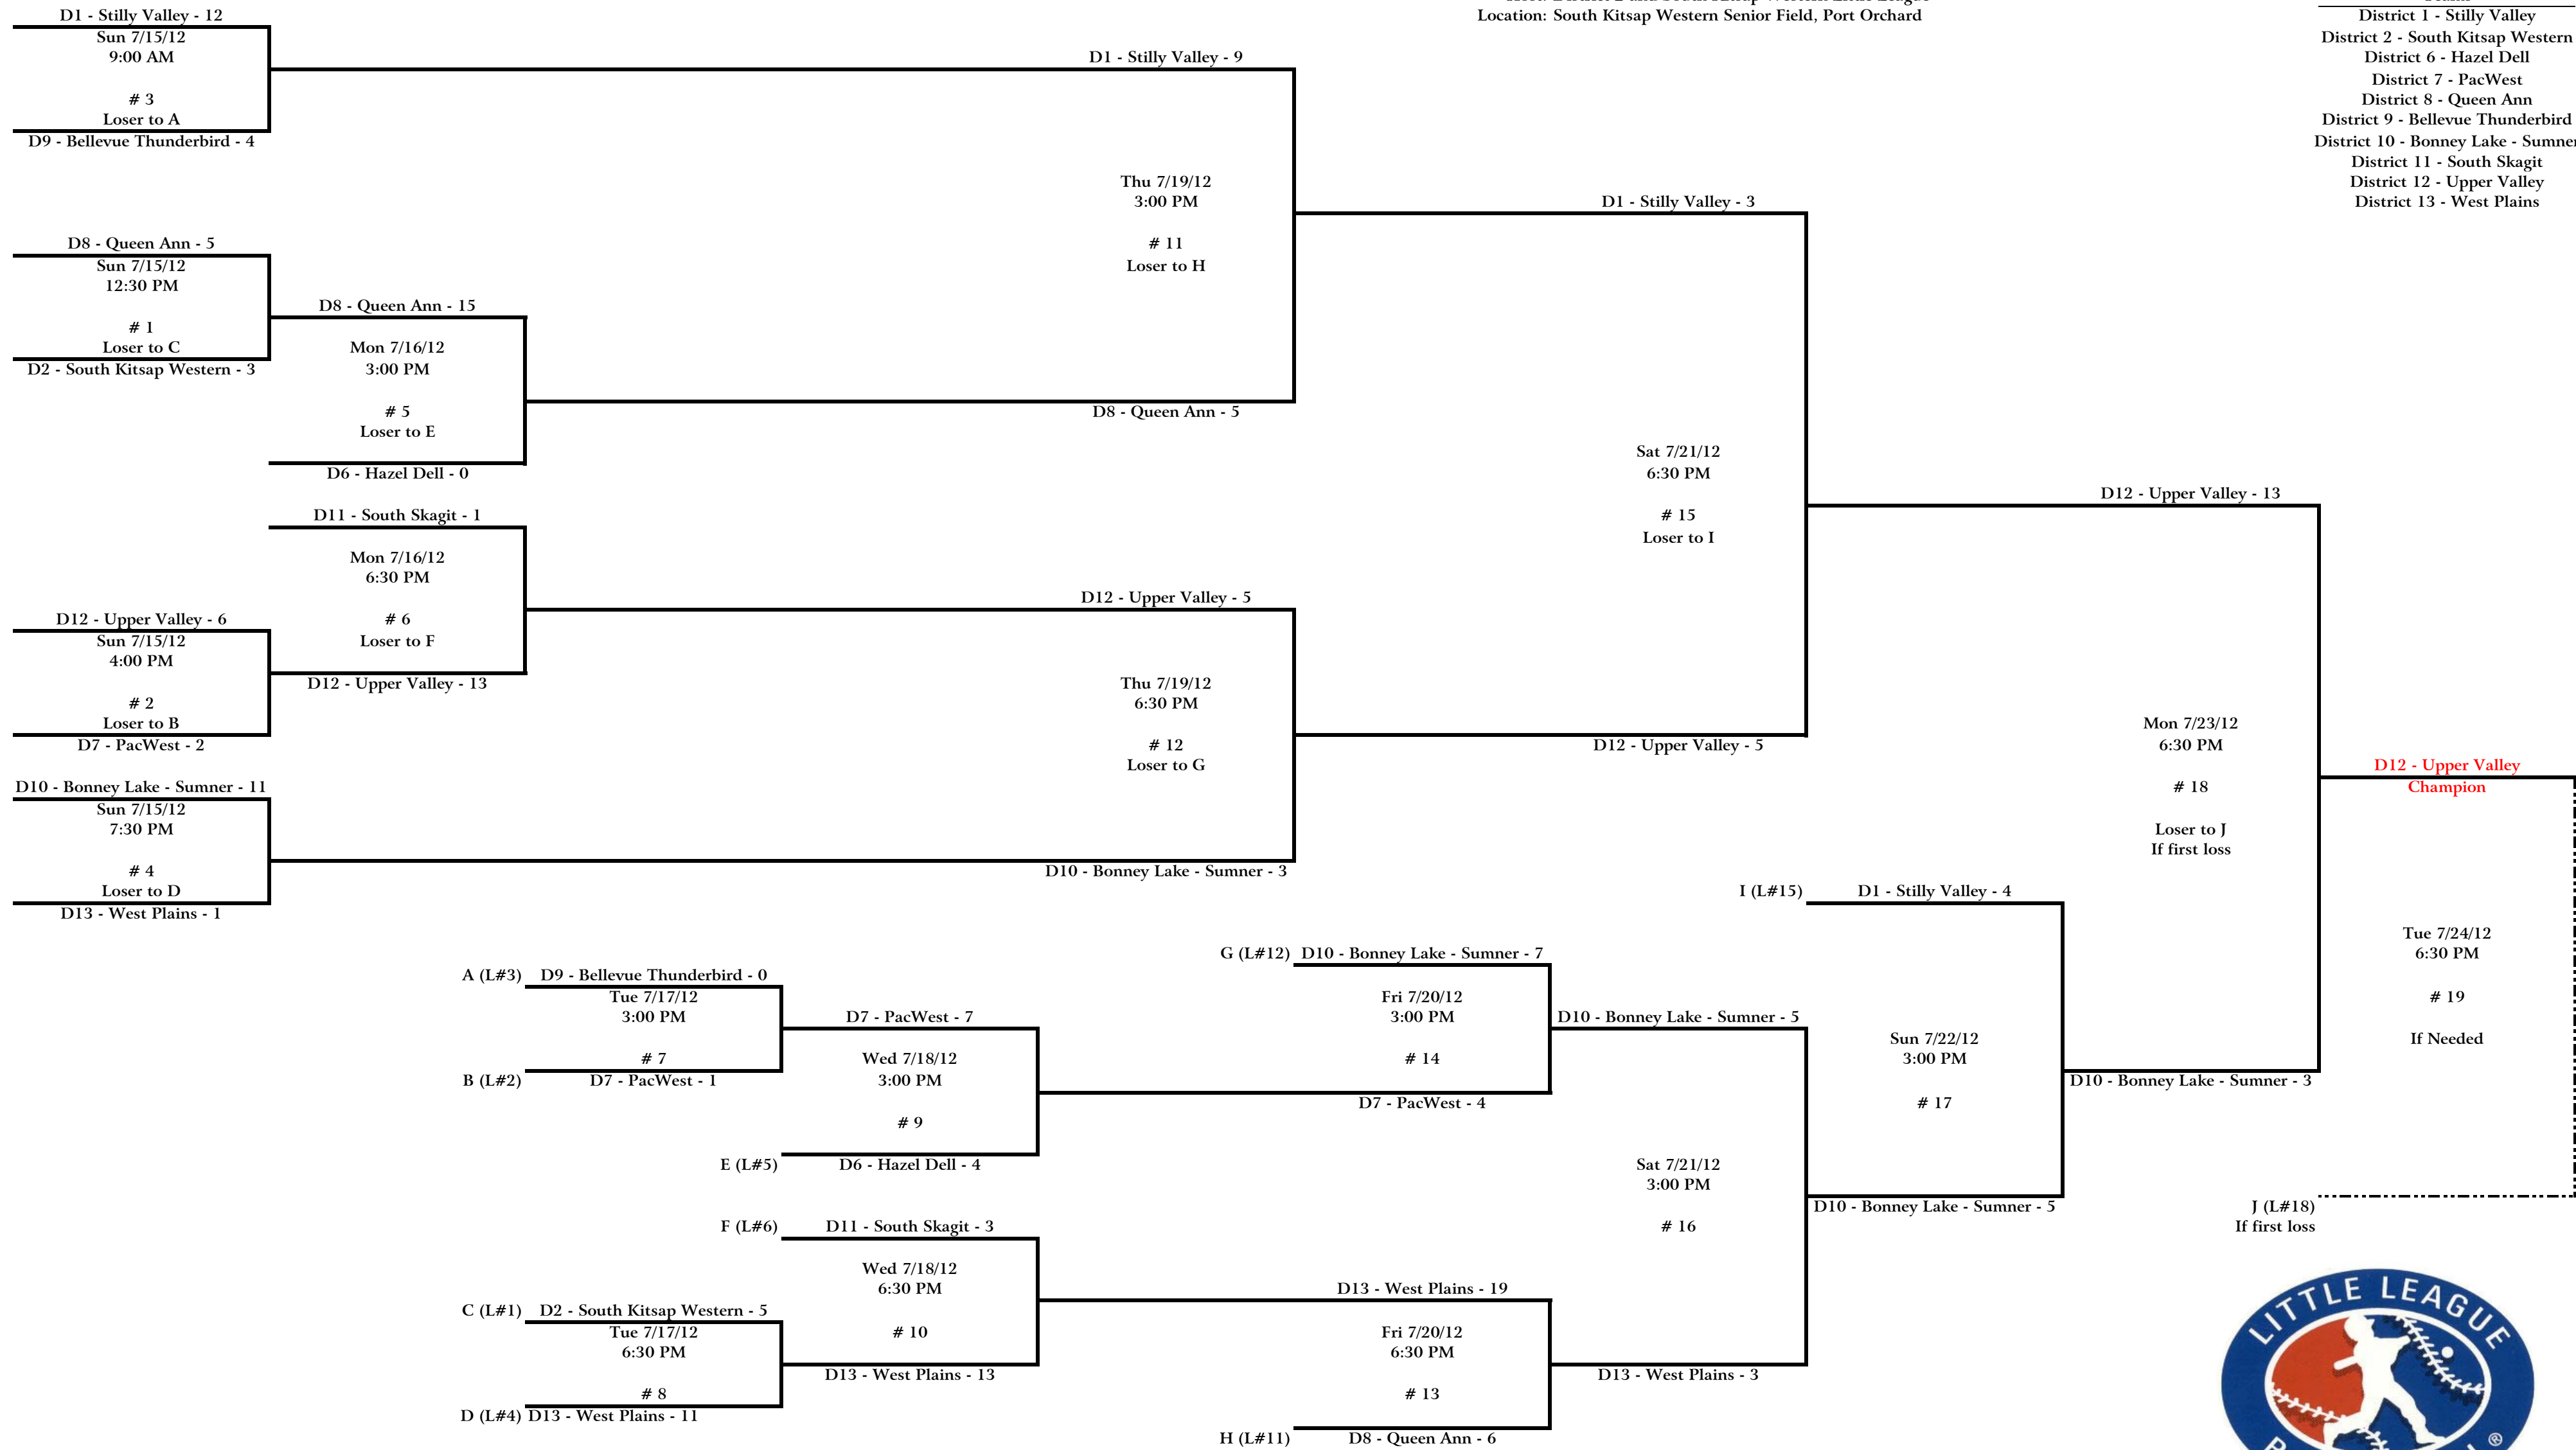 Location: South Kitsap Western Senior Field, Port Orchard
District 1 - Stilly Valley
District 2 - South Kitsap Western
District 6 - Hazel Dell
District 7 - PacWest
District 8 - Queen Ann
District 9 - Bellevue Thunderbird
District 10 - Bonney Lake - Sumner
District 11 - South Skagit
District 12 - Upper Valley
District 13 - West Plains
D1 - Stilly Valley - 12
Sun 7/15/12
9:00 AM
# 3
Loser to A
D9 - Bellevue Thunderbird - 4
D8 - Queen Ann - 5
Sun 7/15/12
12:30 PM
# 1
Loser to C
D2 - South Kitsap Western - 3
D12 - Upper Valley - 6
Sun 7/15/12
4:00 PM
# 2
Loser to B
D7 - PacWest - 2
D10 - Bonney Lake - Sumner - 11
Sun 7/15/12
7:30 PM
# 4
Loser to D
D13 - West Plains - 1
D8 - Queen Ann - 15
Mon 7/16/12
3:00 PM
# 5
Loser to E
D6 - Hazel Dell - 0
D11 - South Skagit - 1
Mon 7/16/12
6:30 PM
# 6
Loser to F
D12 - Upper Valley - 13
D1 - Stilly Valley - 9
Thu 7/19/12
3:00 PM
# 11
Loser to H
D8 - Queen Ann - 5
D12 - Upper Valley - 5
Thu 7/19/12
6:30 PM
# 12
Loser to G
D10 - Bonney Lake - Sumner - 3
D1 - Stilly Valley - 3
Sat 7/21/12
6:30 PM
# 15
Loser to I
D12 - Upper Valley - 5
D12 - Upper Valley - 13
Mon 7/23/12
6:30 PM
# 18
Loser to J
If first loss
D10 - Bonney Lake - Sumner - 3
D12 - Upper Valley
Champion
Tue 7/24/12
6:30 PM
# 19
If Needed
J (L#18)
If first loss
A (L#3) D9 - Bellevue Thunderbird - 0
Tue 7/17/12
3:00 PM
# 7
B (L#2) D7 - PacWest - 1
C (L#1) D2 - South Kitsap Western - 5
Tue 7/17/12
6:30 PM
# 8
D (L#4) D13 - West Plains - 11
D7 - PacWest - 7
Wed 7/18/12
3:00 PM
# 9
E (L#5) D6 - Hazel Dell - 4
F (L#6) D11 - South Skagit - 3
Wed 7/18/12
6:30 PM
# 10
D13 - West Plains - 13
G (L#12) D10 - Bonney Lake - Sumner - 7
Fri 7/20/12
3:00 PM
# 14
D7 - PacWest - 4
D13 - West Plains - 19
Fri 7/20/12
6:30 PM
# 13
H (L#11) D8 - Queen Ann - 6
D10 - Bonney Lake - Sumner - 5
Sat 7/21/12
3:00 PM
# 16
D13 - West Plains - 3
I (L#15) D1 - Stilly Valley - 4
Sun 7/22/12
3:00 PM
# 17
D10 - Bonney Lake - Sumner - 5
LITTLE LEAGUE
®